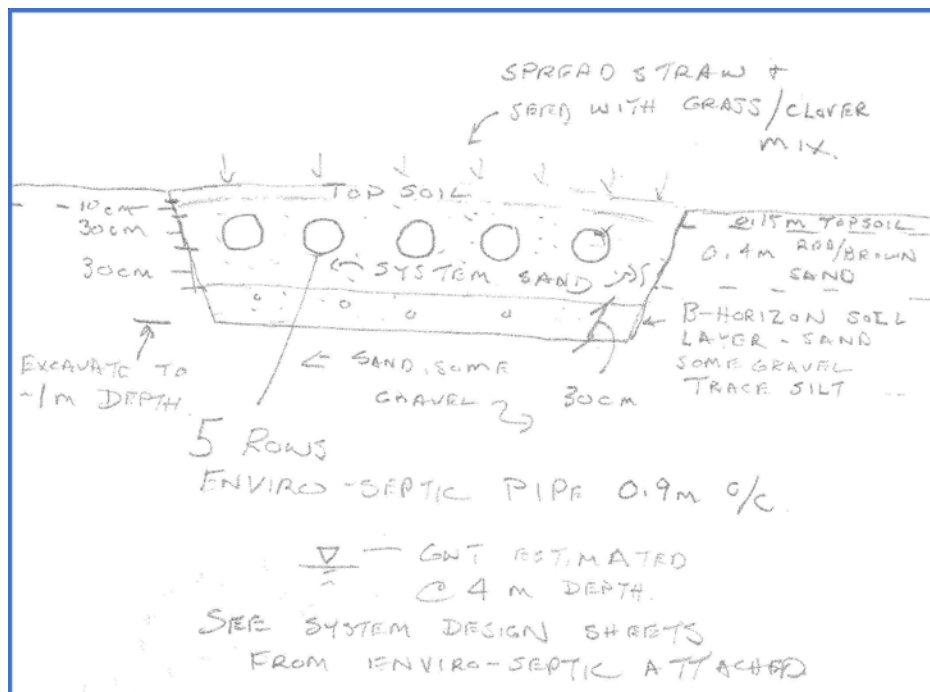 SPREAD STRAW +
SEED WITH GRASS/CLOVER
MIX.
TOP SOIL
10cm
30cm
30cm
SYSTEM SAND
0.15 m TOPSOIL
0.4m RED/BROWN
SAND
B-HORIZON SOIL
LAYER - SAND
SOME GRAVEL
TRACE SILT
EXCAVATE TO
~1m DEPTH
SAND, SOME
GRAVEL
30cm
5 ROWS
ENVIRO-SEPTIC PIPE 0.9m o/c
GWT ESTIMATED
@ 4 m DEPTH.
SEE SYSTEM DESIGN SHEETS
FROM ENVIRO-SEPTIC ATTACHED